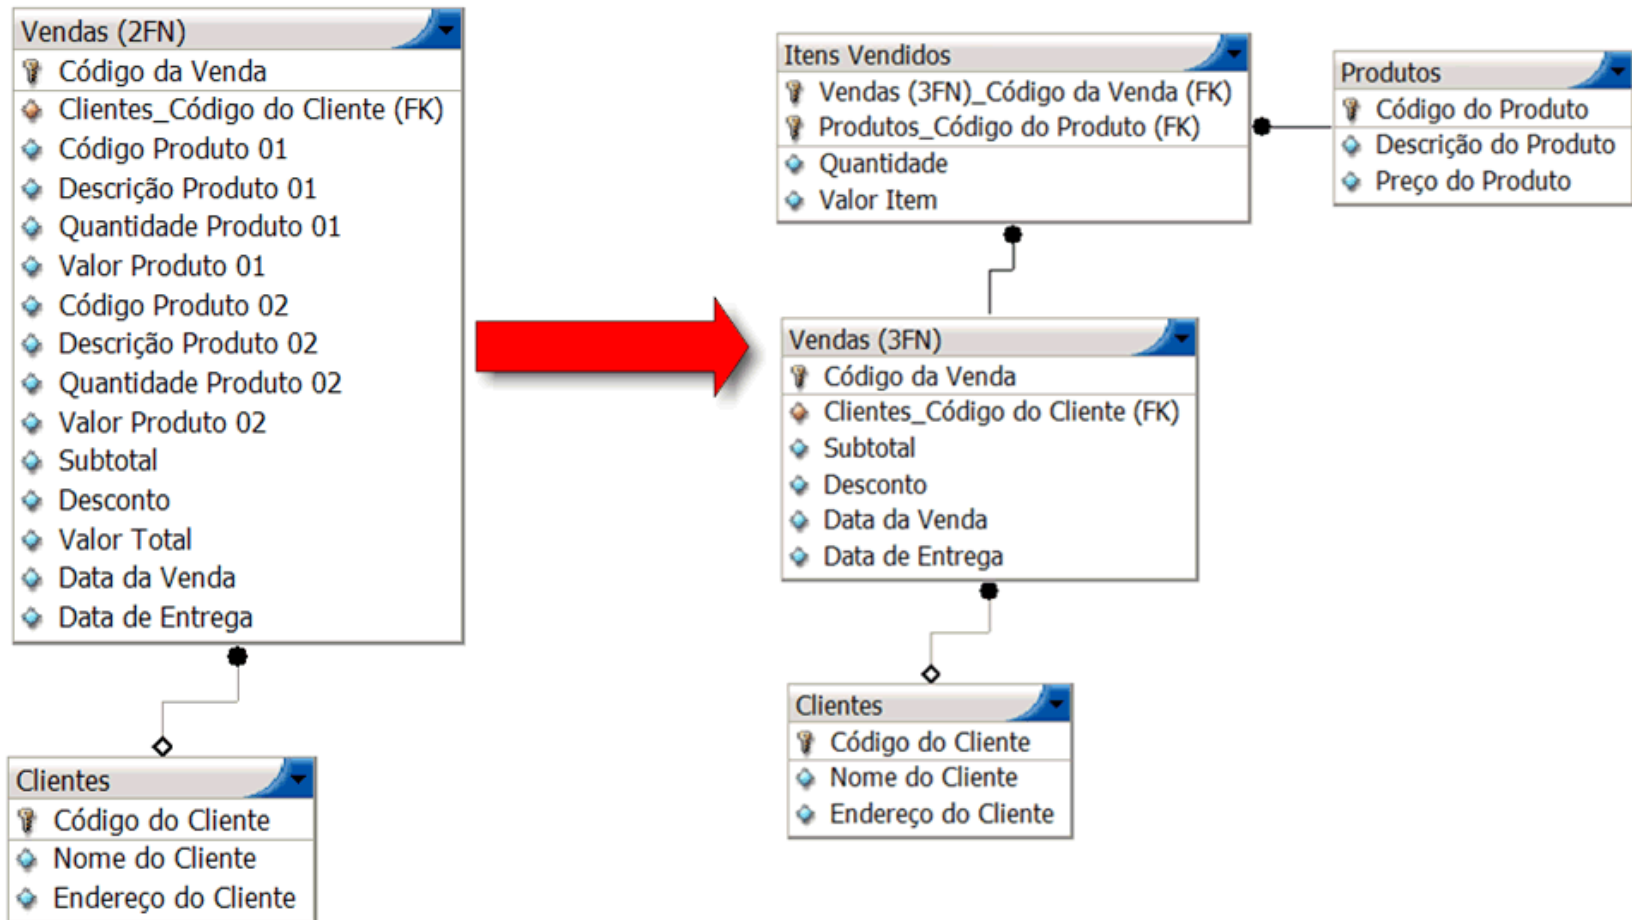 Vendas (2FN)
Código da Venda
Clientes_Código do Cliente (FK)
Código Produto 01
Descrição Produto 01
Quantidade Produto 01
Valor Produto 01
Código Produto 02
Descrição Produto 02
Quantidade Produto 02
Valor Produto 02
Subtotal
Desconto
Valor Total
Data da Venda
Data de Entrega
Clientes
Código do Cliente
Nome do Cliente
Endereço do Cliente
Itens Vendidos
Vendas (3FN)_Código da Venda (FK)
Produtos_Código do Produto (FK)
Quantidade
Valor Item
Produtos
Código do Produto
Descrição do Produto
Preço do Produto
Vendas (3FN)
Código da Venda
Clientes_Código do Cliente (FK)
Subtotal
Desconto
Data da Venda
Data de Entrega
Clientes
Código do Cliente
Nome do Cliente
Endereço do Cliente